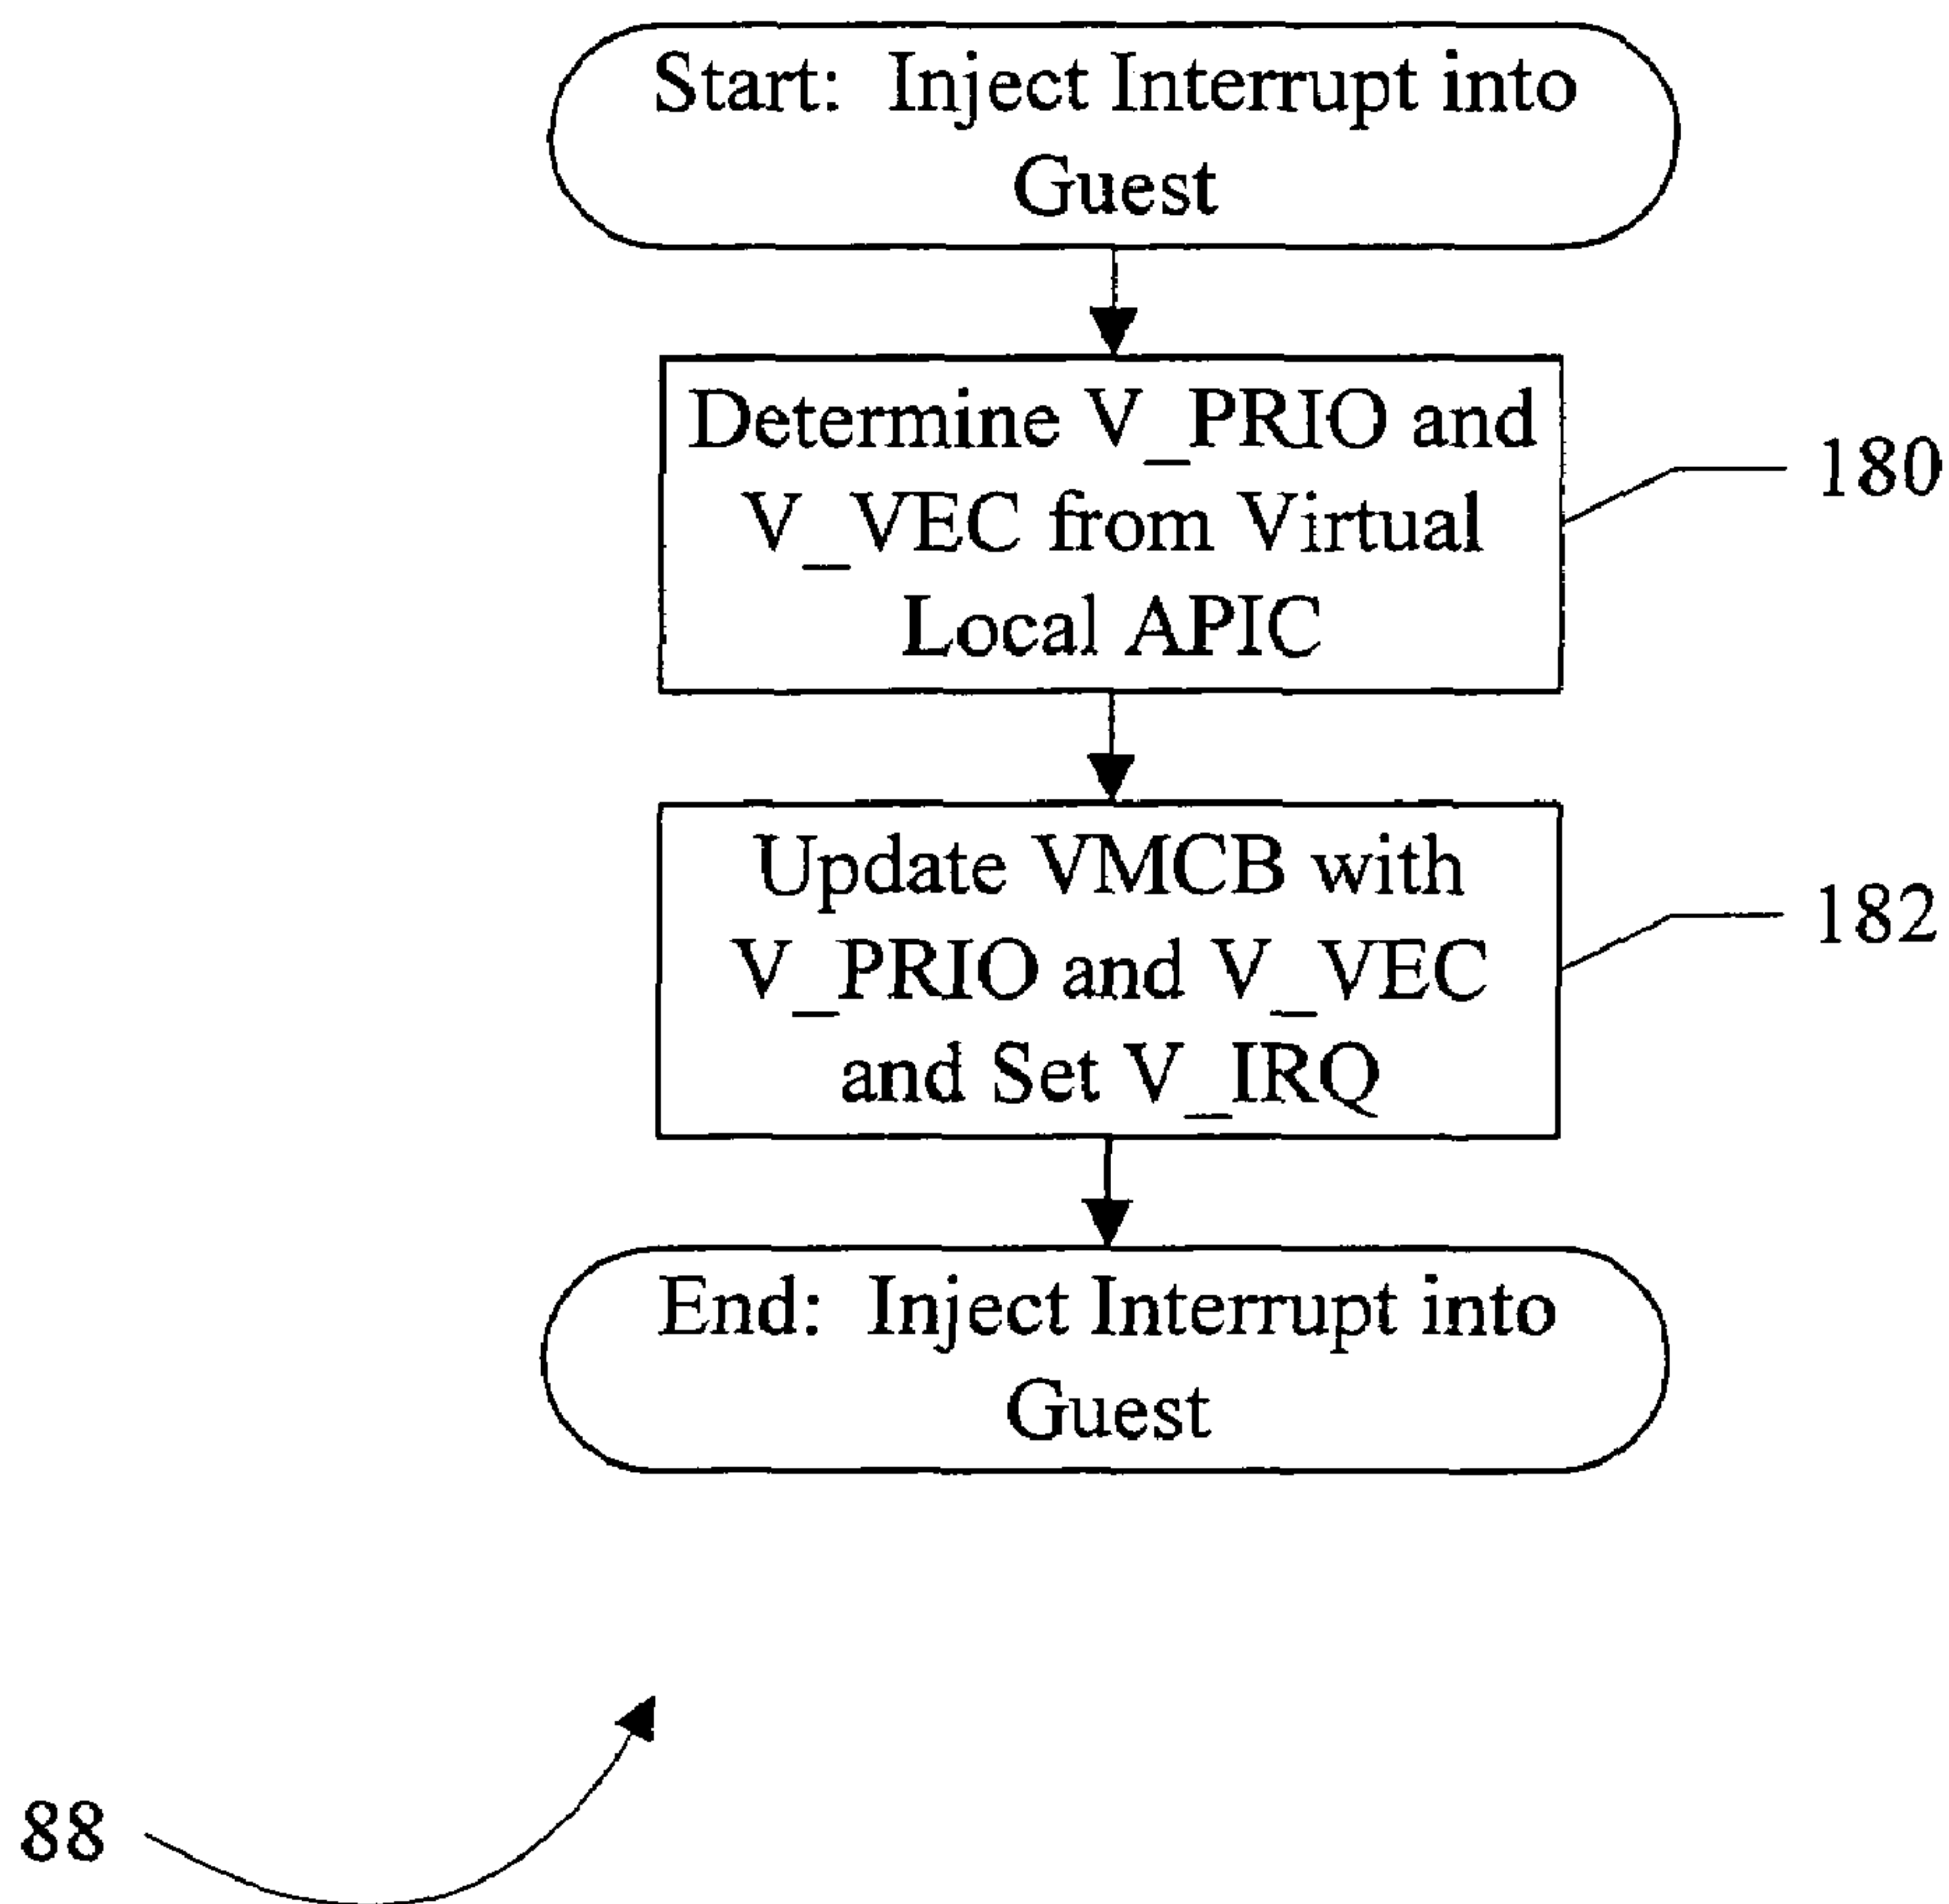 Start: Inject Interrupt into
Guest
Determine V_PRIO and
V_VEC from Virtual
Local APIC
180
Update VMCB with
V_PRIO and V_VEC
and Set V_IRQ
182
End: Inject Interrupt into
Guest
88